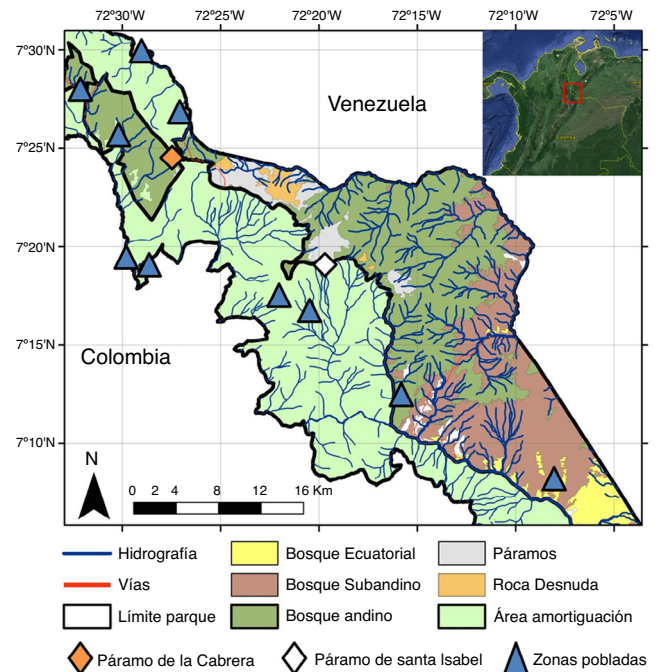 72°30'W 72°25'W 72°20'W 72°15'W 72°10'W 72°5'W
7°30'N
Venezuela
7°25'N
7°20'N
7°15'N
Colombia
7°10'N
N
0 2 4 8 12 16 Km
Hidrografía Bosque Ecuatorial Páramos
Vías Bosque Subandino Roca Desnuda
Límite parque Bosque andino Área amortiguación
Páramo de la Cabrera Páramo de santa Isabel Zonas pobladas